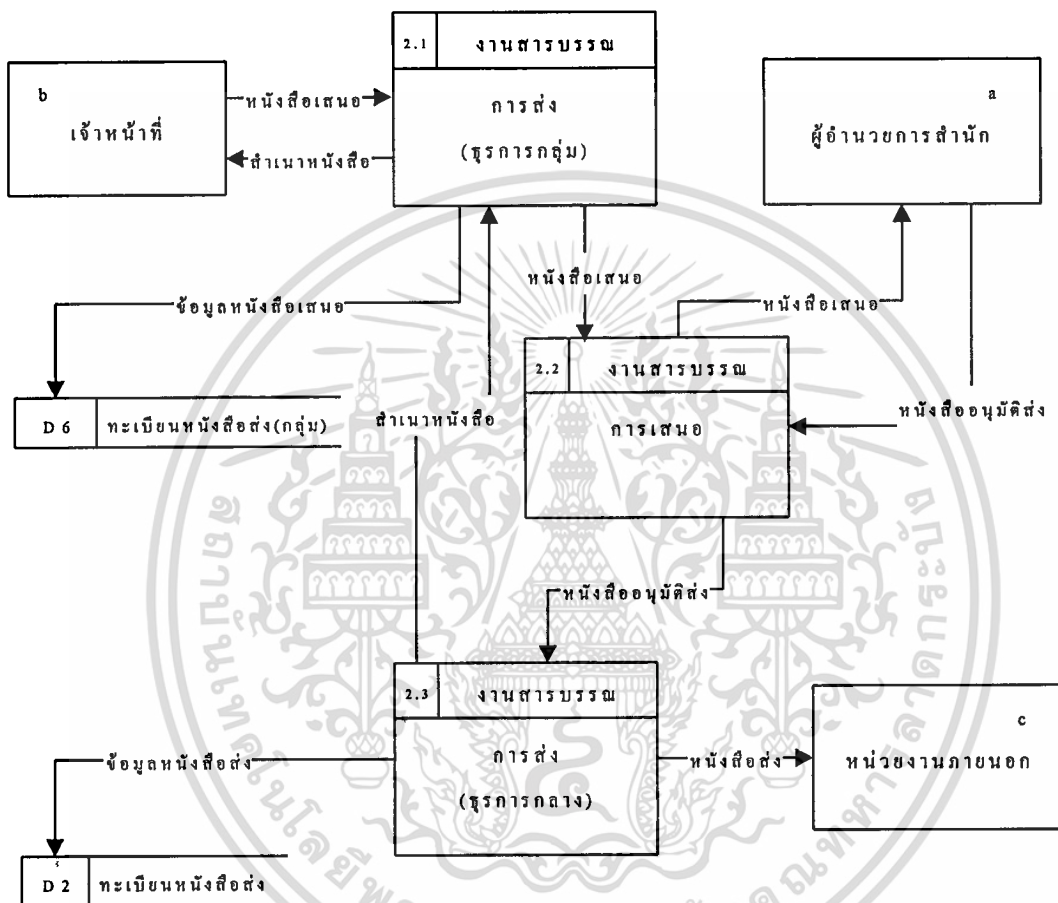 2.1 งานสารบรรณ
b
เจ้าหน้าที่
หนังสือเสนอ
สำเนาหนังสือ
การส่ง
(ธุรการกลุ่ม)
a
ผู้อำนวยการสำนัก
ข้อมูลหนังสือเสนอ
หนังสือเสนอ
หนังสือเสนอ
2.2 งานสารบรรณ
การเสนอ
D6 ทะเบียนหนังสือส่ง(กลุ่ม)
สำเนาหนังสือ
หนังสืออนุมัติส่ง
หนังสืออนุมัติส่ง
2.3 งานสารบรรณ
การส่ง
(ธุรการกลาง)
ข้อมูลหนังสือส่ง
หนังสือส่ง
c
หน่วยงานภายนอก
D2 ทะเบียนหนังสือส่ง